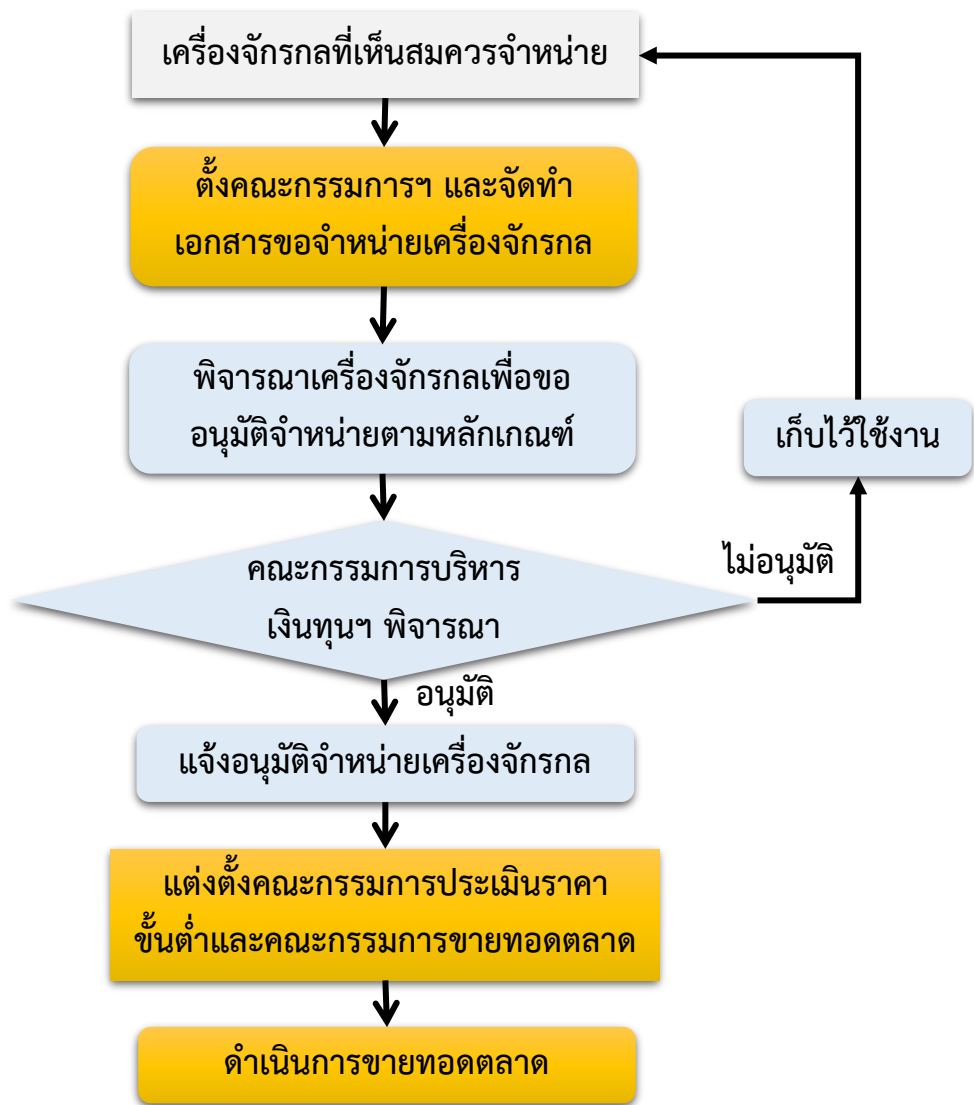 เครื่องจักรกลที่เห็นสมควรจำหน่าย
ตั้งคณะกรรมการฯ และจัดทำ
เอกสารขอจำหน่ายเครื่องจักรกล
พิจารณาเครื่องจักรกลเพื่อขอ
อนุมัติจำหน่ายตามหลักเกณฑ์
เก็บไว้ใช้งาน
คณะกรรมการบริหาร
เงินทุนฯ พิจารณา
ไม่อนุมัติ
อนุมัติ
แจ้งอนุมัติจำหน่ายเครื่องจักรกล
แต่งตั้งคณะกรรมการประเมินราคา
ขั้นต่ำและคณะกรรมการขายทอดตลาด
ดำเนินการขายทอดตลาด